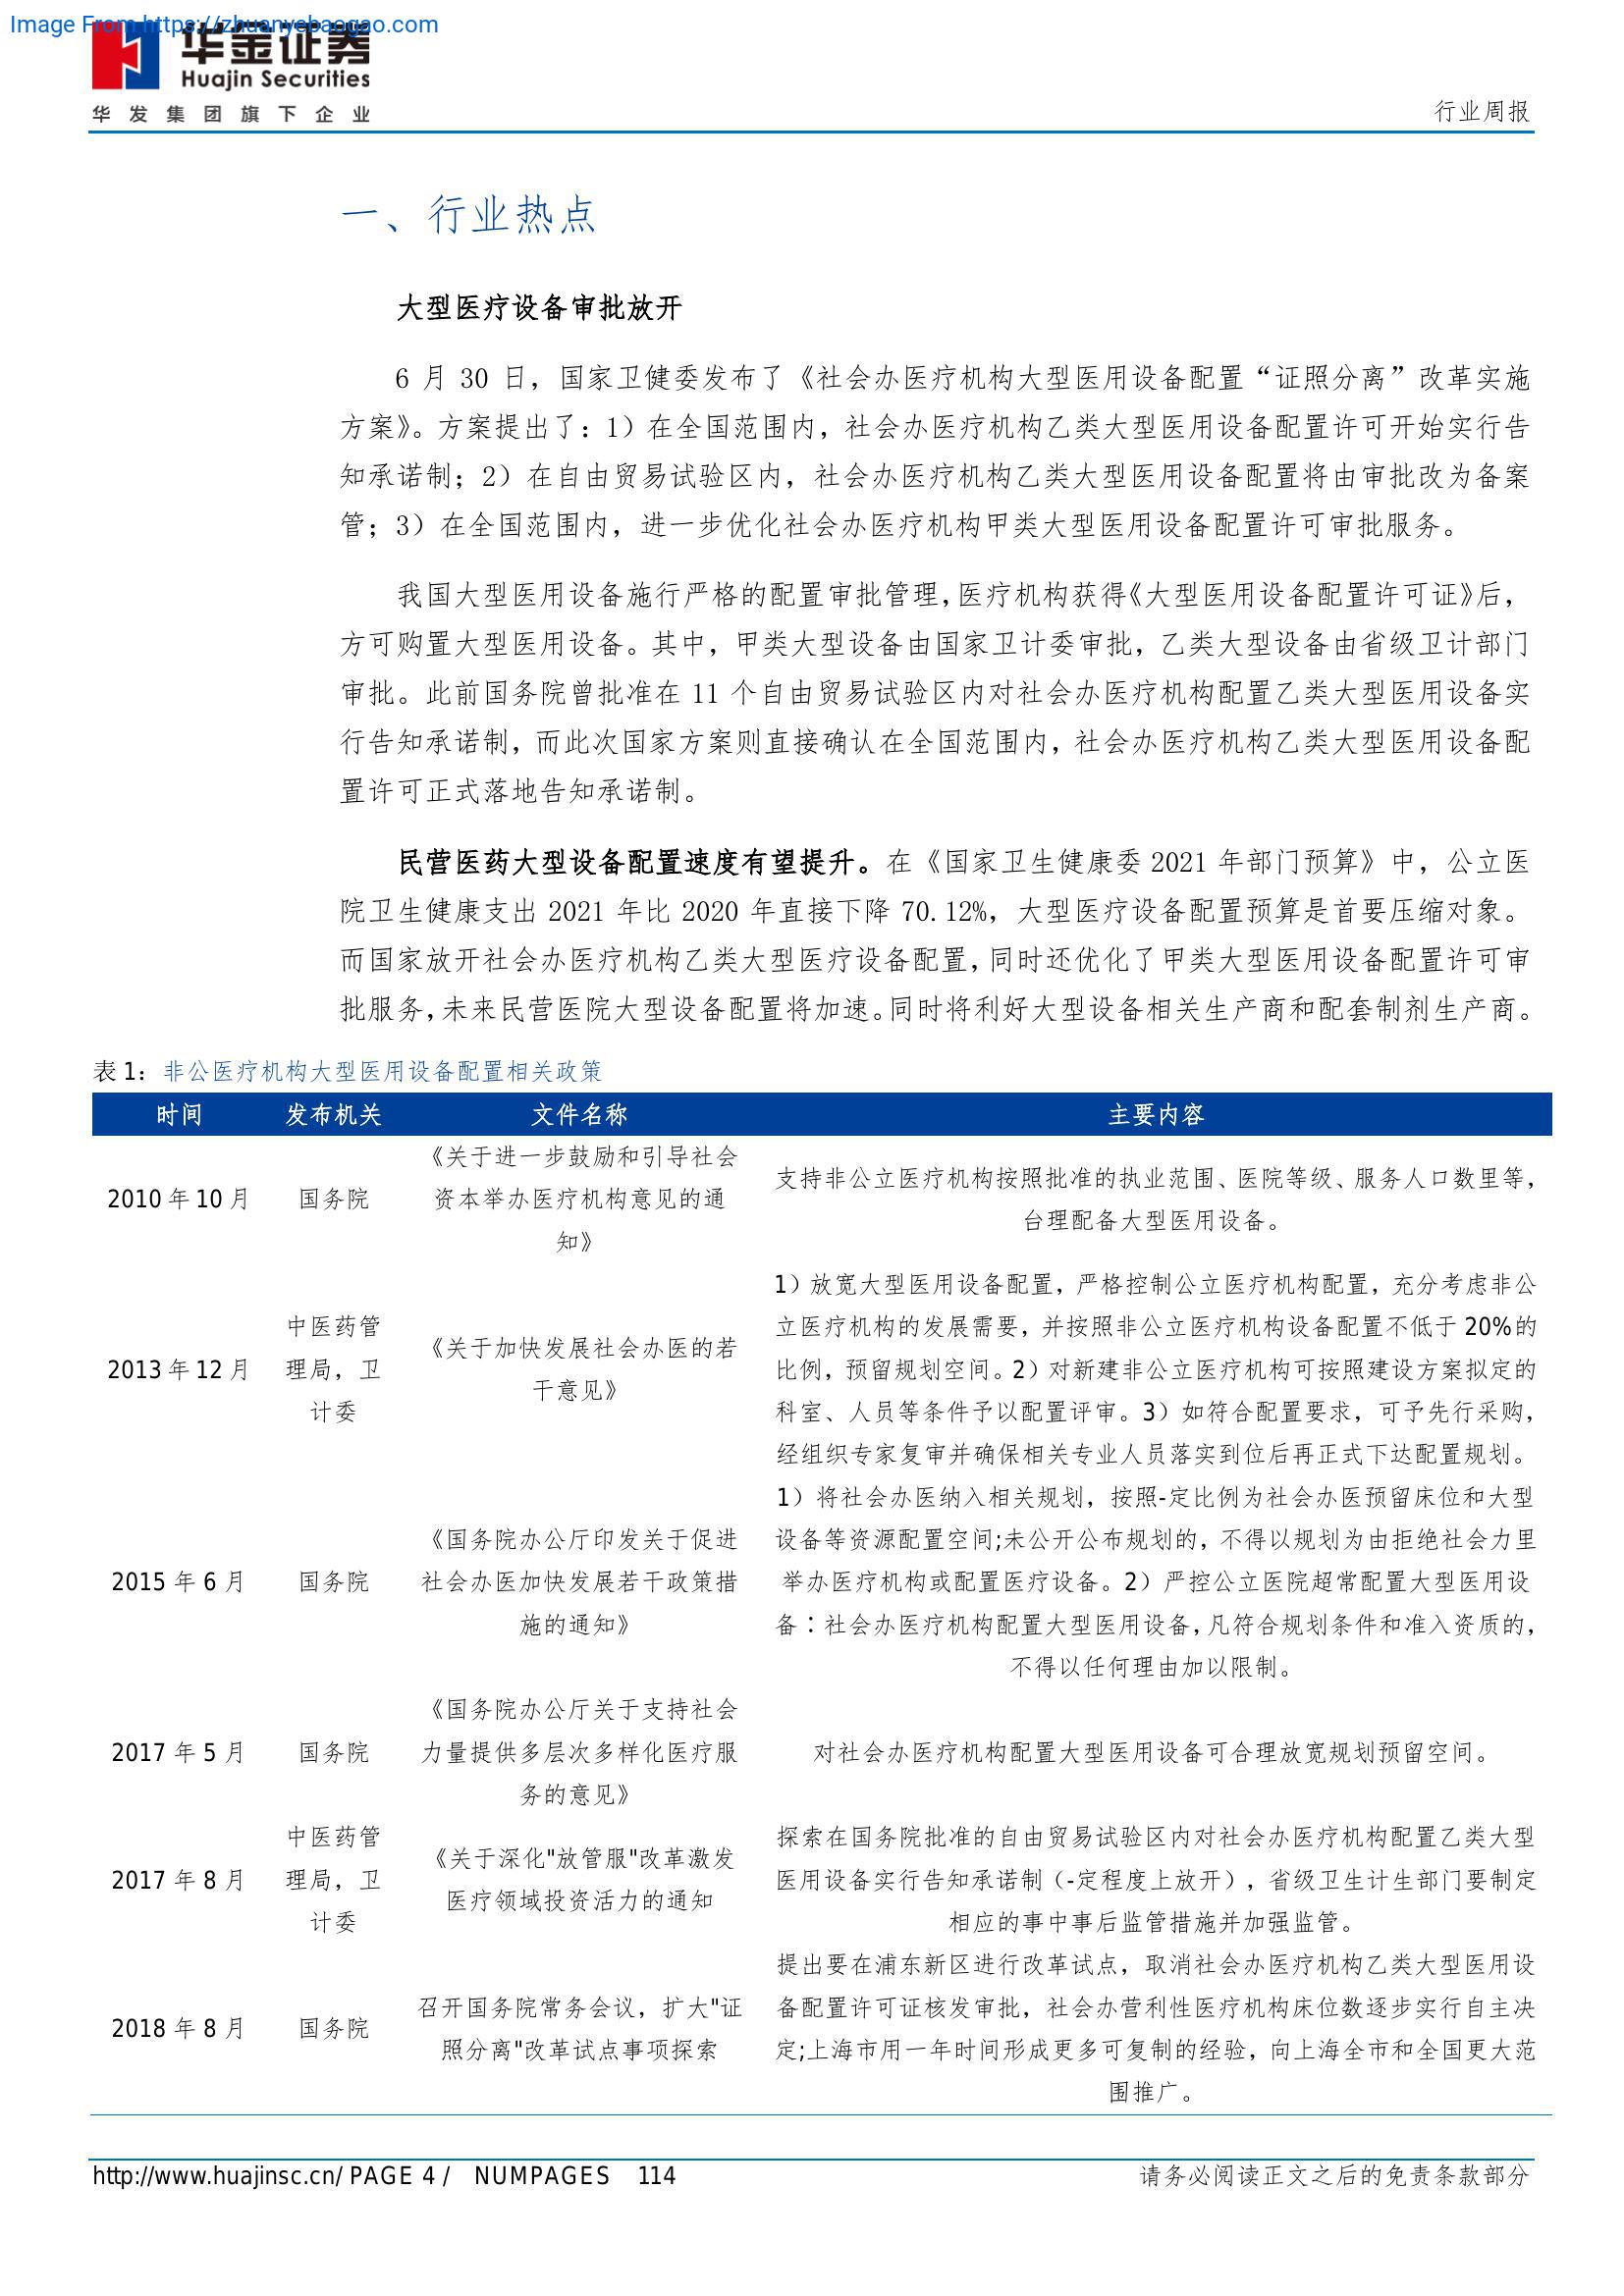 Image From https://zhuanyebaogao.com
华金证券
Huajin Securities
华发集团旗下企业
行业周报
一、行业热点
大型医疗设备审批放开
6 月 30 日，国家卫健委发布了《社会办医疗机构大型医用设备配置“证照分离”改革实施
方案》。方案提出了：1）在全国范围内，社会办医疗机构乙类大型医用设备配置许可开始实行告
知承诺制；2）在自由贸易试验区内，社会办医疗机构乙类大型医用设备配置将由审批改为备案
管；3）在全国范围内，进一步优化社会办医疗机构甲类大型医用设备配置许可审批服务。
我国大型医用设备施行严格的配置审批管理，医疗机构获得《大型医用设备配置许可证》后，
方可购置大型医用设备。其中，甲类大型设备由国家卫计委审批，乙类大型设备由省级卫计部门
审批。此前国务院曾批准在 11 个自由贸易试验区内对社会办医疗机构配置乙类大型医用设备实
行告知承诺制，而此次国家方案则直接确认在全国范围内，社会办医疗机构乙类大型医用设备配
置许可正式落地告知承诺制。
民营医药大型设备配置速度有望提升。在《国家卫生健康委 2021 年部门预算》中，公立医
院卫生健康支出 2021 年比 2020 年直接下降 70.12%，大型医疗设备配置预算是首要压缩对象。
而国家放开社会办医疗机构乙类大型医疗设备配置，同时还优化了甲类大型医用设备配置许可审
批服务，未来民营医院大型设备配置将加速。同时将利好大型设备相关生产商和配套制剂生产商。
表 1：非公医疗机构大型医用设备配置相关政策
时间 发布机关 文件名称 主要内容
2010 年 10 月 国务院
《关于进一步鼓励和引导社会
资本举办医疗机构意见的通
知》
支持非公立医疗机构按照批准的执业范围、医院等级、服务人口数里等，
台理配备大型医用设备。
2013 年 12 月
中医药管
理局，卫
计委
《关于加快发展社会办医的若
干意见》
1）放宽大型医用设备配置，严格控制公立医疗机构配置，充分考虑非公
立医疗机构的发展需要，并按照非公立医疗机构设备配置不低于 20%的
比例，预留规划空间。2）对新建非公立医疗机构可按照建设方案拟定的
科室、人员等条件予以配置评审。3）如符合配置要求，可予先行采购，
经组织专家复审并确保相关专业人员落实到位后再正式下达配置规划。
2015 年 6 月 国务院
《国务院办公厅印发关于促进
社会办医加快发展若干政策措
施的通知》
1）将社会办医纳入相关规划，按照-定比例为社会办医预留床位和大型
设备等资源配置空间;未公开公布规划的，不得以规划为由拒绝社会力里
举办医疗机构或配置医疗设备。2）严控公立医院超常配置大型医用设
备：社会办医疗机构配置大型医用设备，凡符合规划条件和准入资质的，
不得以任何理由加以限制。
2017 年 5 月 国务院
《国务院办公厅关于支持社会
力量提供多层次多样化医疗服
务的意见》
对社会办医疗机构配置大型医用设备可合理放宽规划预留空间。
2017 年 8 月
中医药管
理局，卫
计委
《关于深化"放管服"改革激发
医疗领域投资活力的通知
探索在国务院批准的自由贸易试验区内对社会办医疗机构配置乙类大型
医用设备实行告知承诺制（-定程度上放开），省级卫生计生部门要制定
相应的事中事后监管措施并加强监管。
2018 年 8 月 国务院
召开国务院常务会议，扩大"证
照分离"改革试点事项探索
提出要在浦东新区进行改革试点，取消社会办医疗机构乙类大型医用设
备配置许可证核发审批，社会办营利性医疗机构床位数逐步实行自主决
定;上海市用一年时间形成更多可复制的经验，向上海全市和全国更大范
围推广。
http://www.huajinsc.cn/ PAGE 4 / NUMPAGES 114
请务必阅读正文之后的免责条款部分